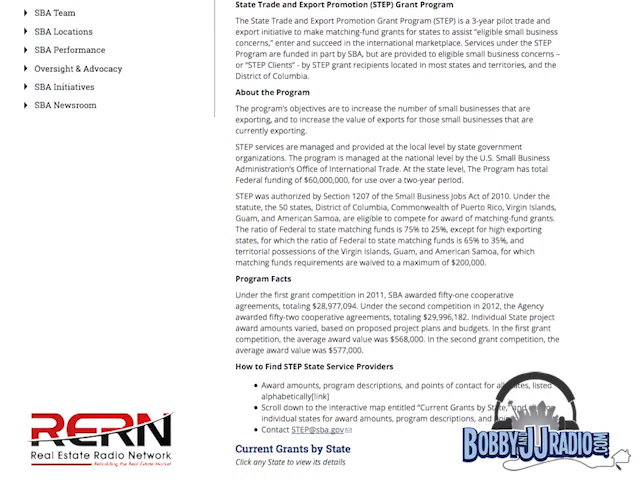 SBA Team
SBA Locations
SBA Performance
Oversight & Advocacy
SBA Initiatives
SBA Newsroom
State Trade and Export Promotion (STEP) Grant Program
The State Trade and Export Promotion Grant Program (STEP) is a 3-year pilot trade and
export initiative to make matching-fund grants for states to assist “eligible small business
concerns,” enter and succeed in the international marketplace. Services under the STEP
Program are funded in part by SBA, but are provided to eligible small business concerns –
or “STEP Clients” - by STEP grant recipients located in most states and territories, and the
District of Columbia.
About the Program
The program’s objectives are to increase the number of small businesses that are
exporting, and to increase the value of exports for those small businesses that are
currently exporting.
STEP services are managed and provided at the local level by state government
organizations. The program is managed at the national level by the U.S. Small Business
Administration’s Office of International Trade. At the state level, The Program has total
Federal funding of $60,000,000, for use over a two-year period.
STEP was authorized by Section 1207 of the Small Business Jobs Act of 2010. Under the
statute, the 50 states, District of Columbia, Commonwealth of Puerto Rico, Virgin Islands,
Guam, and American Samoa, are eligible to compete for award of matching-fund grants.
The ratio of Federal to state matching funds is 75% to 25%, except for high exporting
states, for which the ratio of Federal to state matching funds is 65% to 35%, and
territorial possessions of the Virgin Islands, Guam, and American Samoa, for which
matching funds requirements are waived to a maximum of $200,000.
Program Facts
Under the first grant competition in 2011, SBA awarded fifty-one cooperative
agreements, totaling $28,977,094. Under the second competition in 2012, the Agency
awarded fifty-two cooperative agreements, totaling $29,996,182. Individual State project
award amounts varied, based on proposed project plans and budgets. In the first grant
competition, the average award value was $568,000. In the second grant competition, the
average award value was $577,000.
How to Find STEP State Service Providers
Award amounts, program descriptions, and points of contact for all states, listed
alphabetically[link]
Scroll down to the interactive map entitled “Current Grants by State,” and
individual states for award amounts, program descriptions, and
Contact STEP@sba.gov
Current Grants by State
Click any State to view its details
RERN
Real Estate Radio Network
Rebuilding the Real Estate Market
BOBBY AND JJRADIO.COM